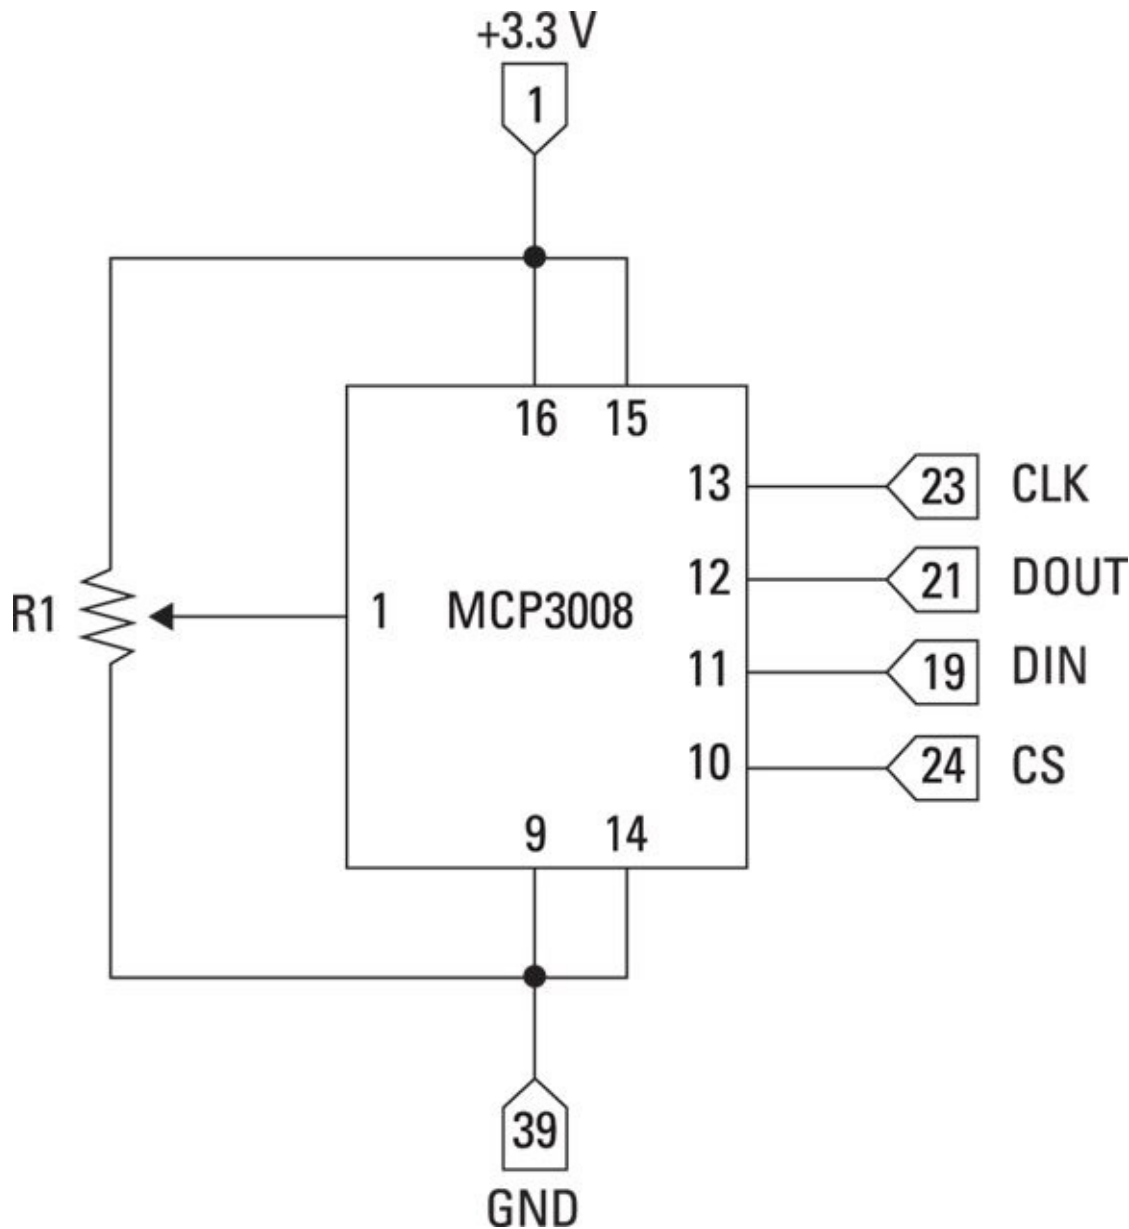 +3.3 V
1
16 15
13 23 CLK
12 21 DOUT
R1 1 MCP3008
11 19 DIN
10 24 CS
9 14
39
GND